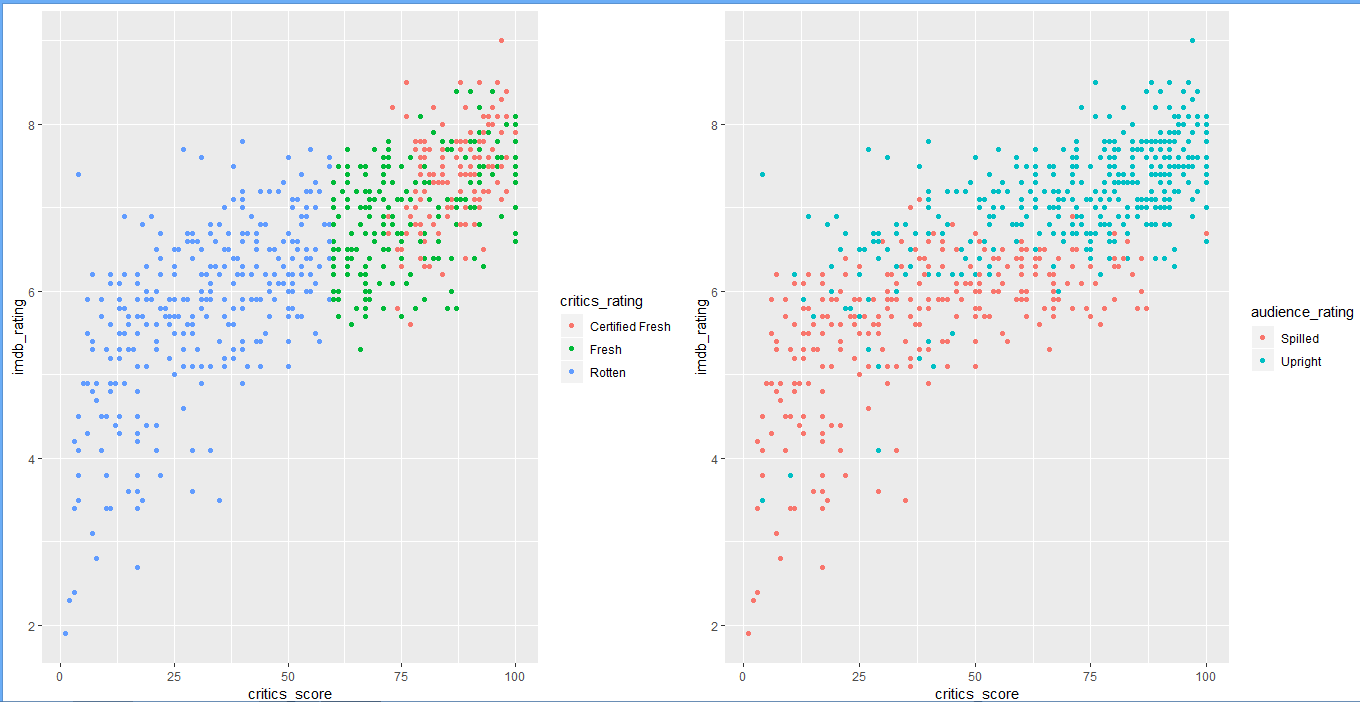 8
6
4
2
imdb_rating
0
25
50
75
100
critics_score
critics_rating
Certified Fresh
Fresh
Rotten
8
6
4
2
imdb_rating
0
25
50
75
100
critics_score
audience_rating
Spilled
Upright